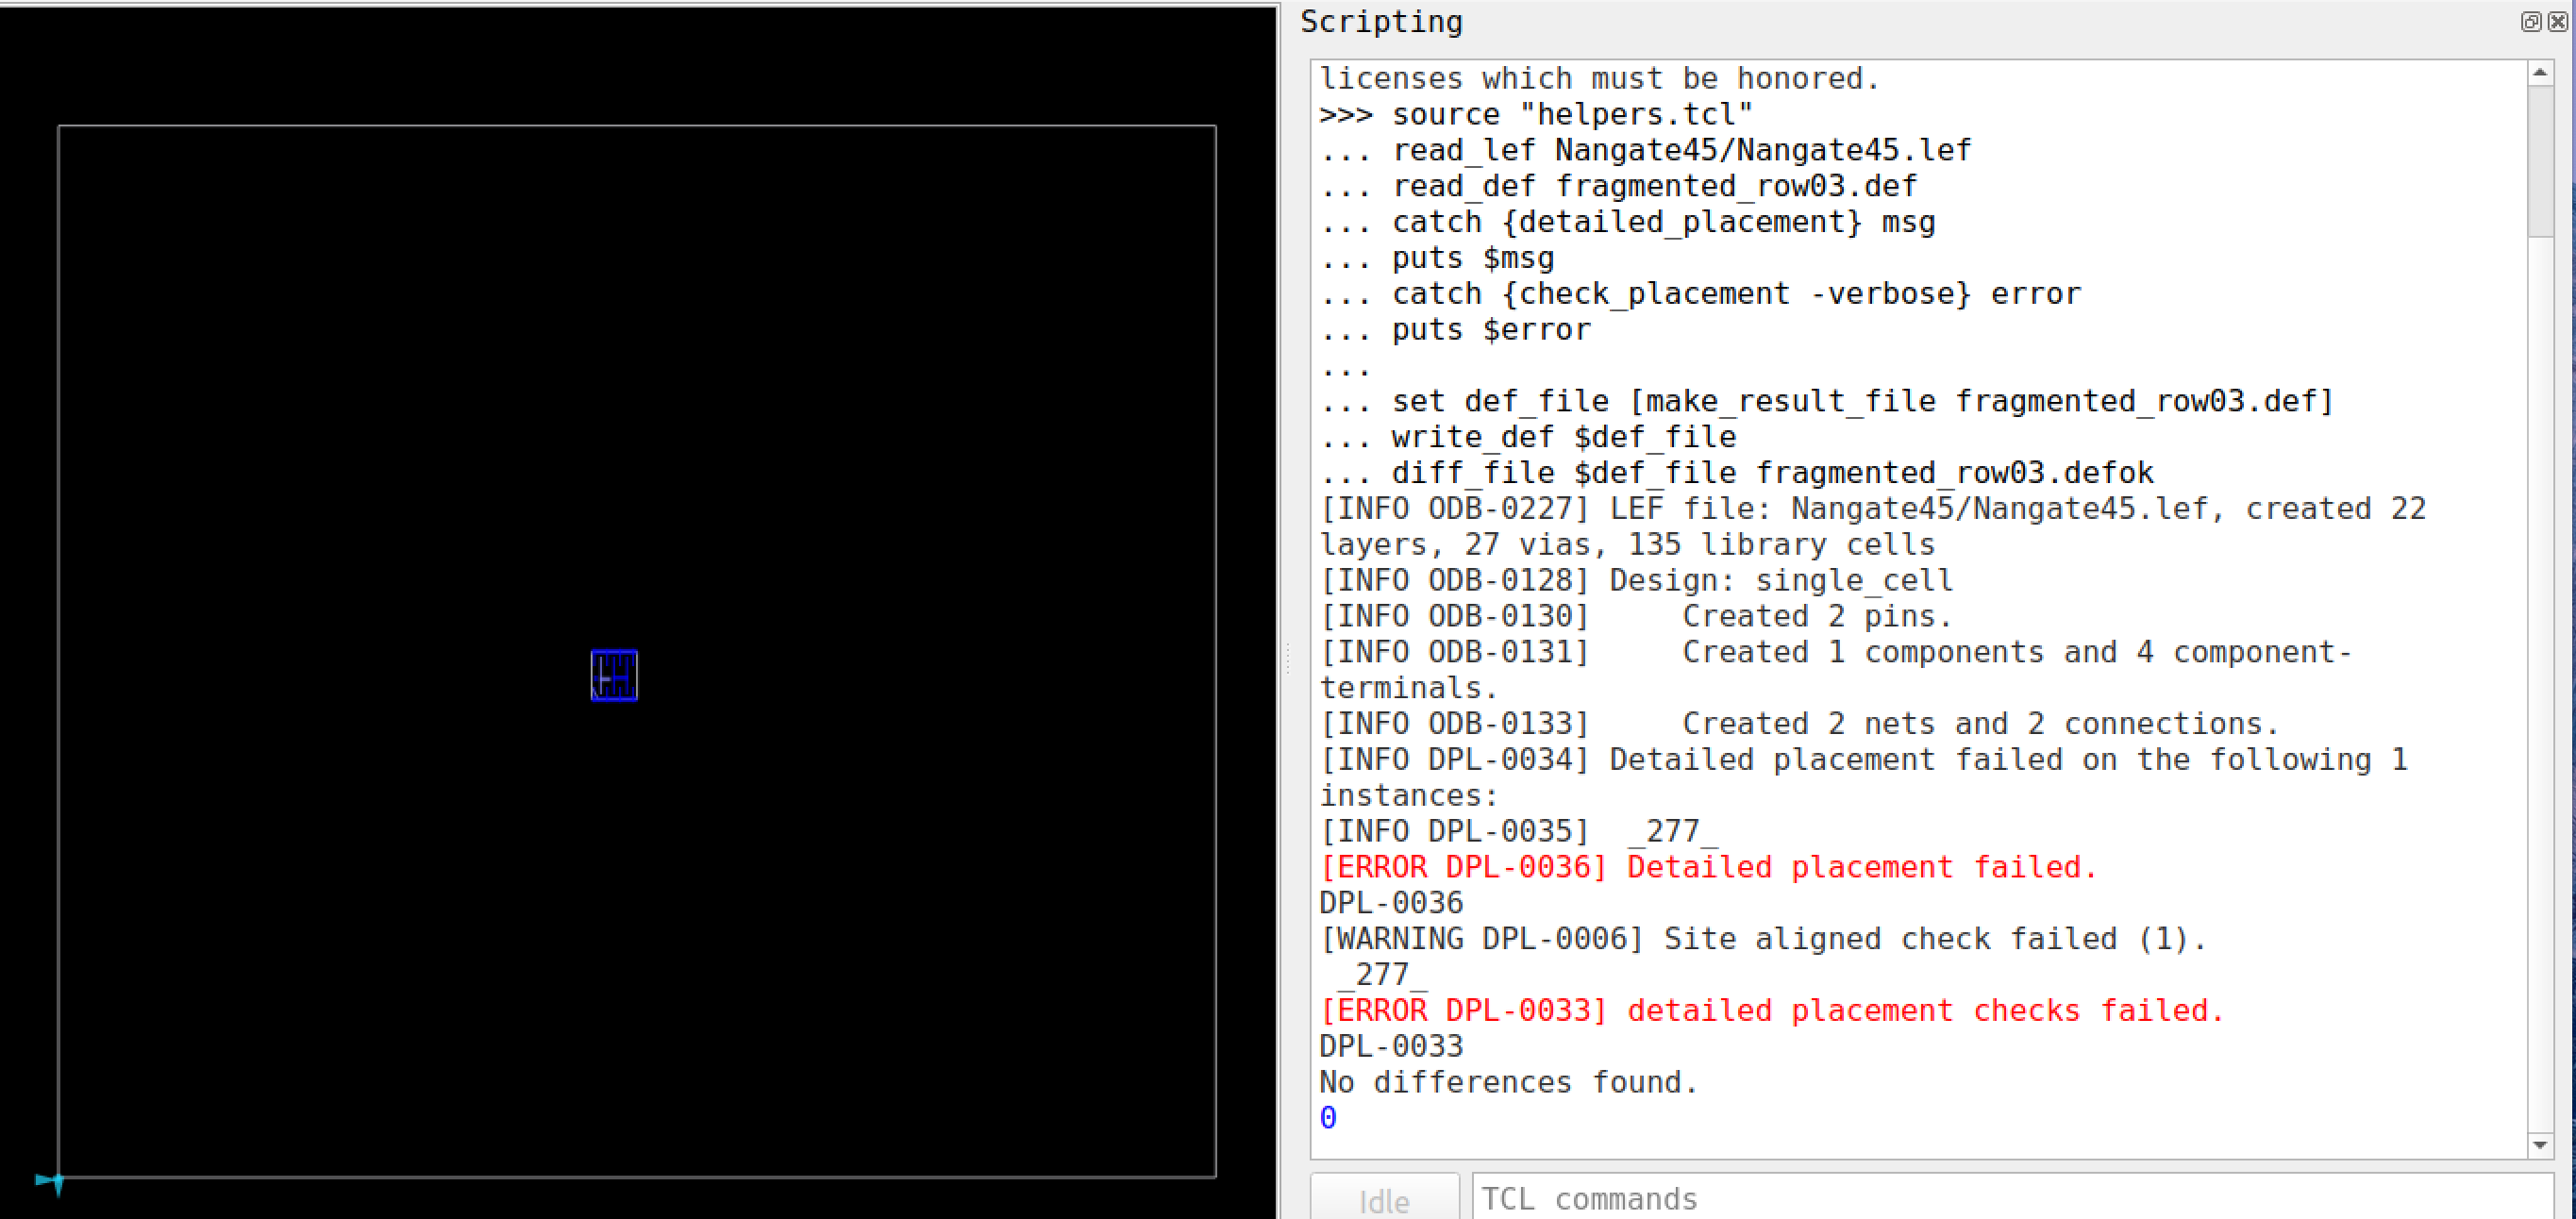 Scripting
licenses which must be honored.
>>> source "helpers.tcl"
... read_lef Nangate45/Nangate45.lef
... read_def fragmented_row03.def
... catch {detailed_placement} msg
... puts $msg
... catch {check_placement -verbose} error
... puts $error
...
... set def_file [make_result_file fragmented_row03.def]
... write_def $def_file
... diff_file $def_file fragmented_row03.defok
[INFO ODB-0227] LEF file: Nangate45/Nangate45.lef, created 22
layers, 27 vias, 135 library cells
[INFO ODB-0128] Design: single_cell
[INFO ODB-0130]     Created 2 pins.
[INFO ODB-0131]     Created 1 components and 4 component-
terminals.
[INFO ODB-0133]     Created 2 nets and 2 connections.
[INFO DPL-0034] Detailed placement failed on the following 1
instances:
[INFO DPL-0035]  _277_
[ERROR DPL-0036] Detailed placement failed.
DPL-0036
[WARNING DPL-0006] Site aligned check failed (1).
 _277_
[ERROR DPL-0033] detailed placement checks failed.
DPL-0033
No differences found.
0
Idle
TCL commands